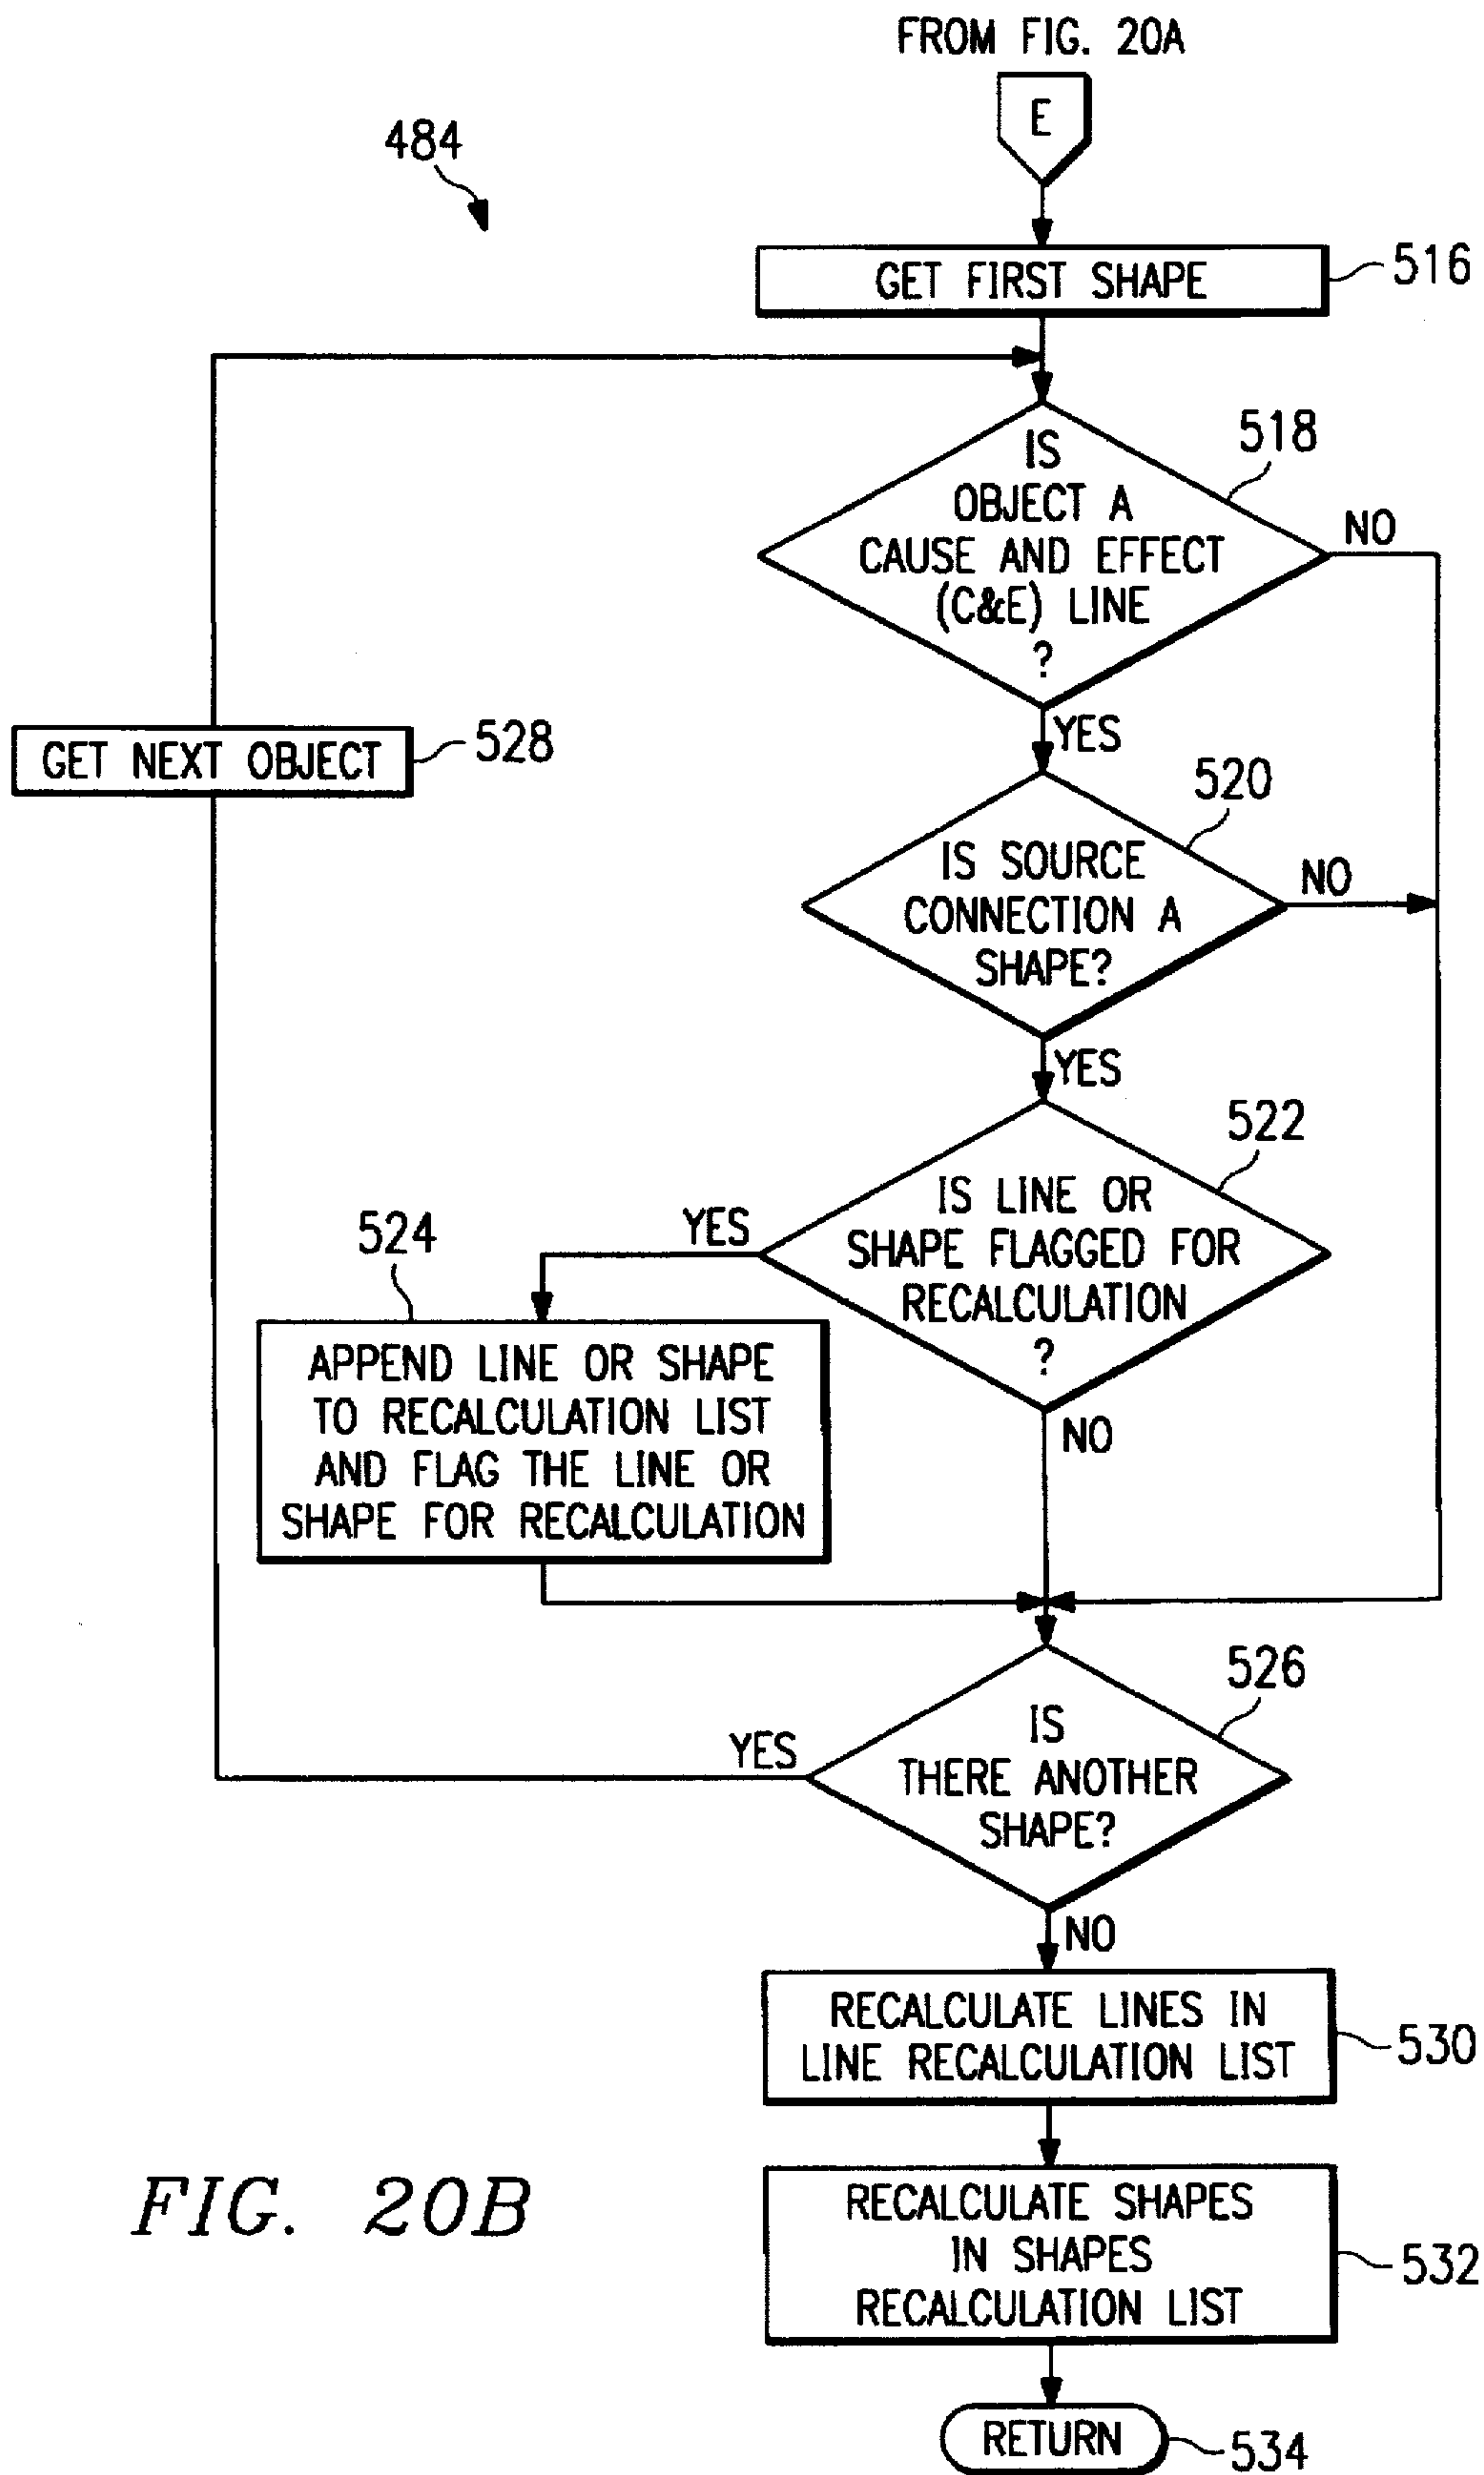 FROM FIG. 20A
E
484
GET FIRST SHAPE
516
IS
OBJECT A
CAUSE AND EFFECT
(C&E) LINE
?
518
NO
YES
GET NEXT OBJECT
528
520
IS SOURCE
CONNECTION A
SHAPE?
NO
YES
522
IS LINE OR
SHAPE FLAGGED FOR
RECALCULATION
?
YES
524
APPEND LINE OR SHAPE
TO RECALCULATION LIST
AND FLAG THE LINE OR
SHAPE FOR RECALCULATION
NO
526
IS
THERE ANOTHER
SHAPE?
YES
NO
RECALCULATE LINES IN
LINE RECALCULATION LIST
530
RECALCULATE SHAPES
IN SHAPES
RECALCULATION LIST
532
FIG. 20B
RETURN
534